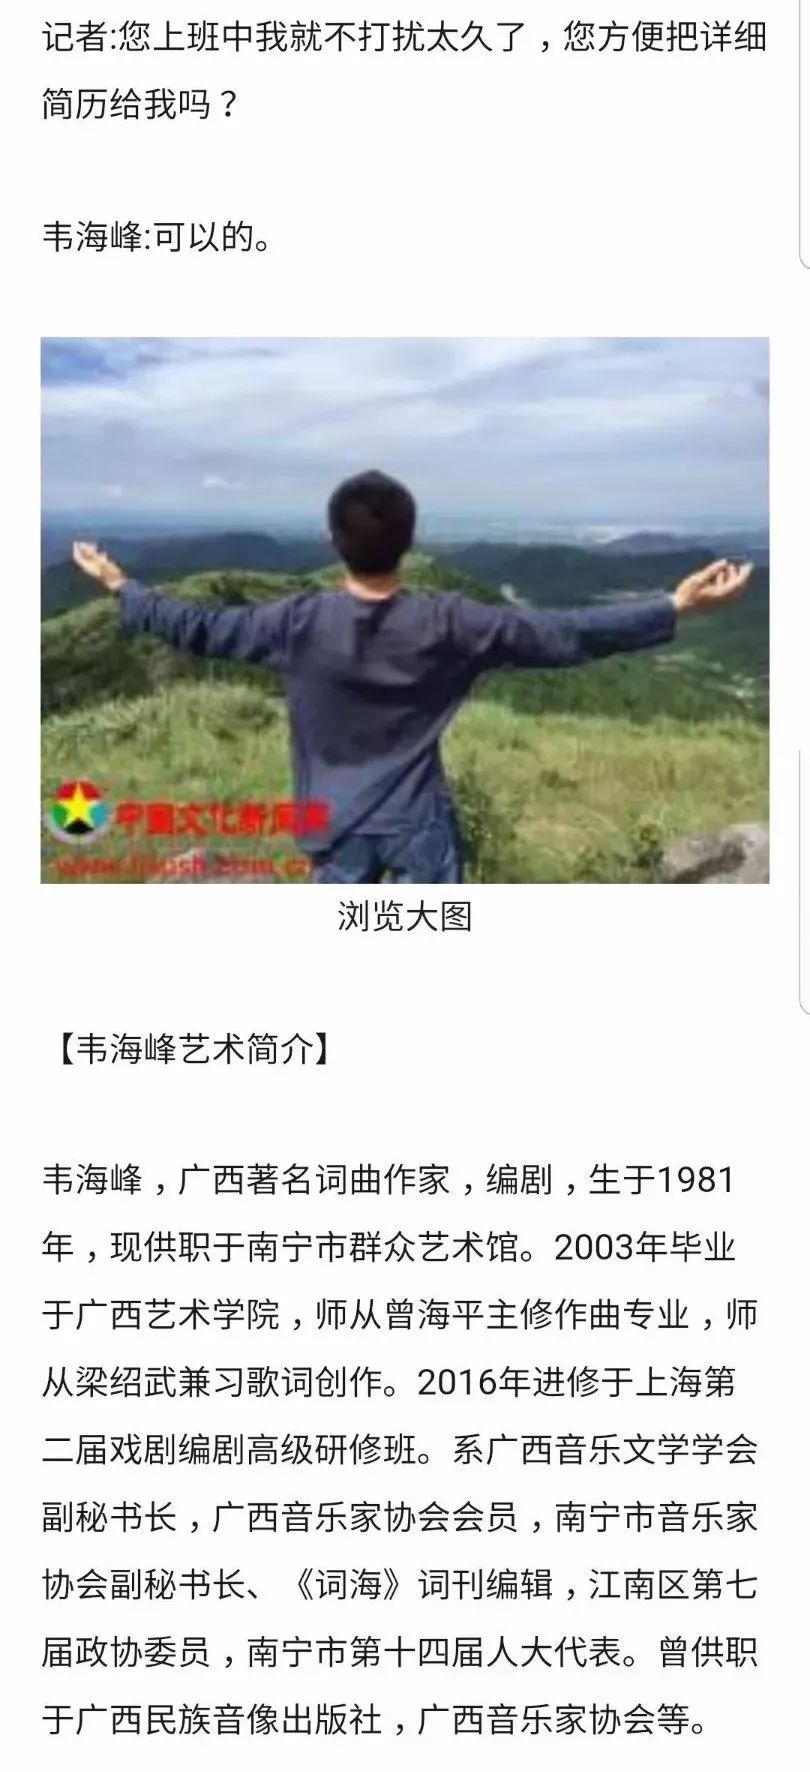 记者:您上班中我就不打扰太久了，您方便把详细
简历给我吗？
韦海峰:可以的。
中国文化新闻网
浏览大图
【韦海峰艺术简介】
韦海峰，广西著名词曲作家，编剧，生于1981
年，现供职于南宁市群众艺术馆。2003年毕业
于广西艺术学院，师从曾海平主修作曲专业，师
从梁绍武兼习歌词创作。2016年进修于上海第
二届戏剧编剧高级研修班。系广西音乐文学学会
副秘书长，广西音乐家协会会员，南宁市音乐家
协会副秘书长、《词海》词刊编辑，江南区第七
届政协委员，南宁市第十四届人大代表。曾供职
于广西民族音像出版社，广西音乐家协会等。